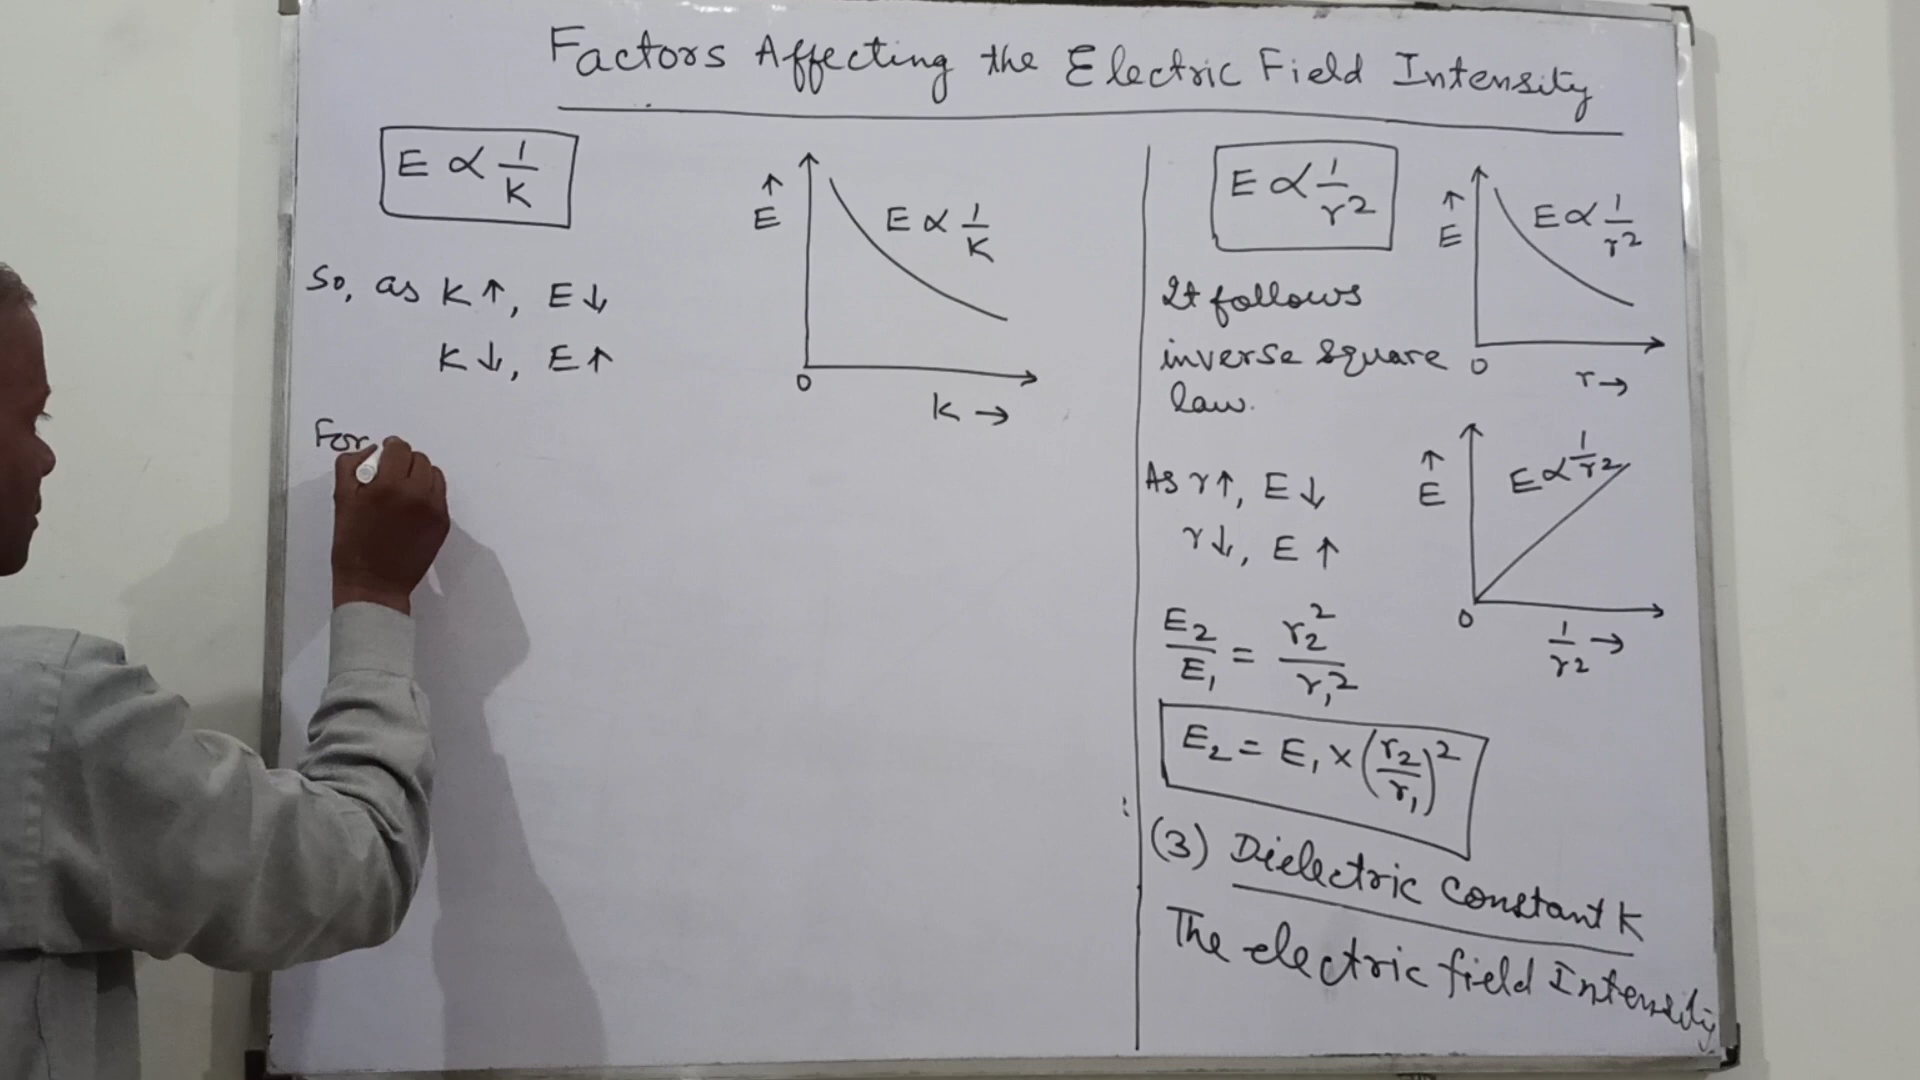 Factors Affecting the Electric Field Intensity
E ∝ 1/K
So, as K↑, E↓
K↓, E↑
For
↑
E
E ∝ 1/K
0
K →
E ∝ 1/r²
It follows
inverse square
law.
As r↑, E↓
r↓, E↑
E₂/E₁ = r₂²/r₁²
E₂ = E₁ × (r₂/r₁)²
(3) Dielectric Constant K
The electric field Intensity
↑
E
E ∝ 1/r²
0
r →
↑
E
E ∝ 1/r²
0
1/r² →